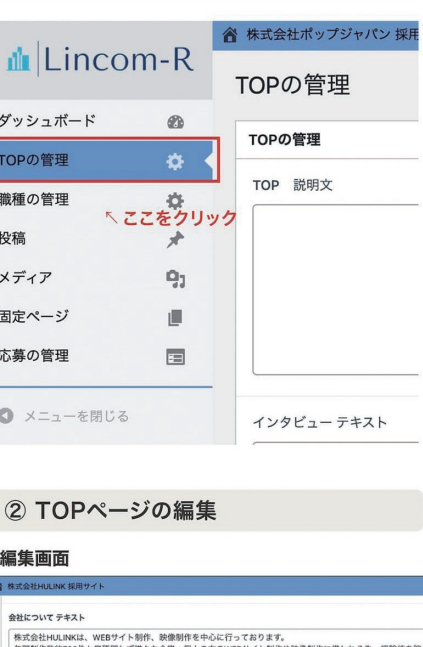 Lincom-R
株式会社ポップジャパン 採用
TOPの管理
ダッシュボード
TOPの管理
TOPの管理
TOP 説明文
職種の管理
↖ ここをクリック
投稿
メディア
固定ページ
応募の管理
メニューを閉じる
インタビュー テキスト
② TOPページの編集
編集画面
株式会社HULINK 採用サイト
会社について テキスト
株式会社HULINKは、WEBサイト制作、映像制作を中心に行っております。